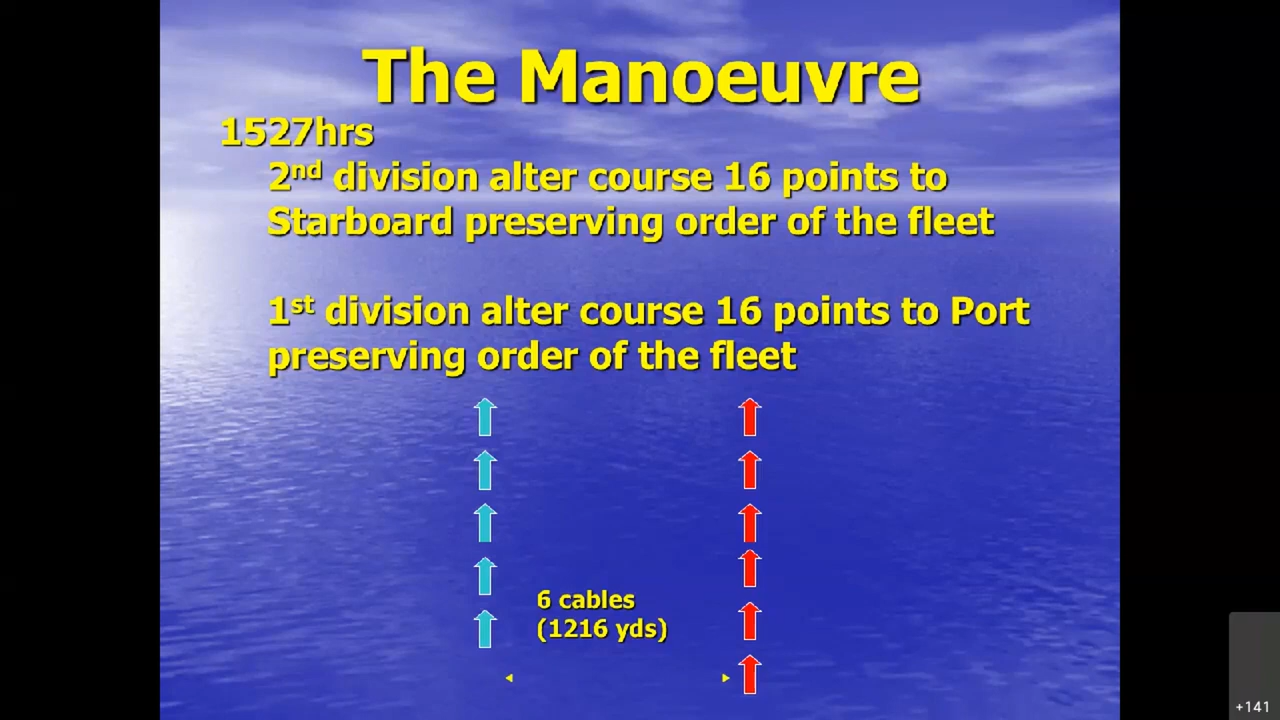 The Manoeuvre
1527hrs
2nd division alter course 16 points to
Starboard preserving order of the fleet
1st division alter course 16 points to Port
preserving order of the fleet
6 cables
(1216 yds)
+141